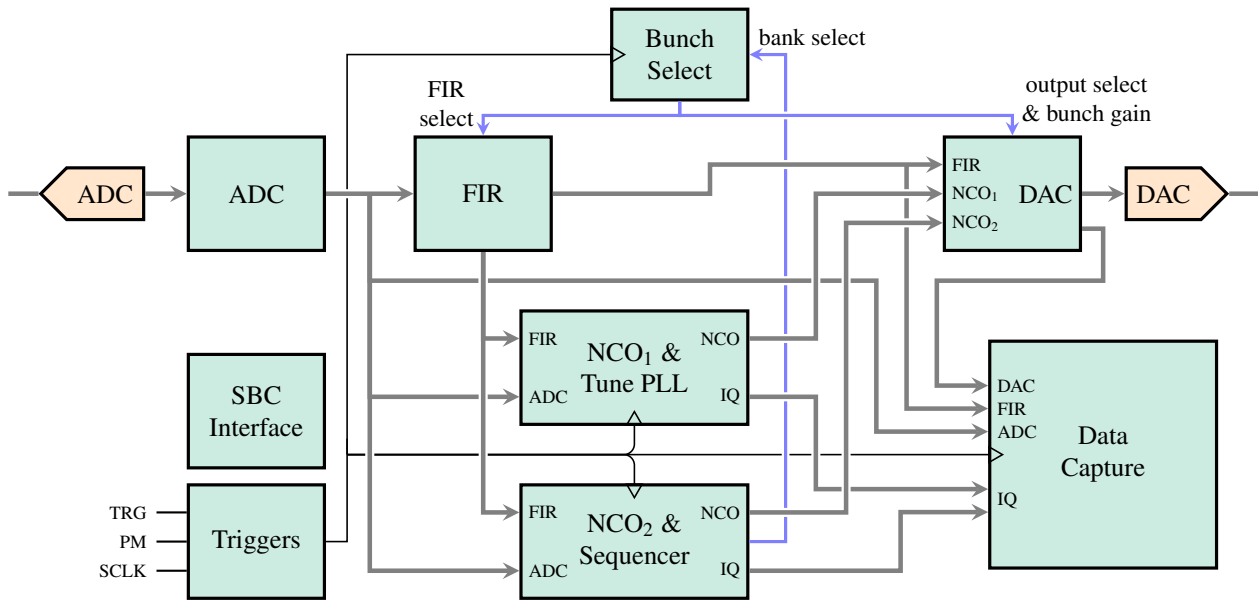 Bunch
Select
bank select
FIR
select
output select
& bunch gain
ADC
ADC
FIR
FIR
NCO₁
NCO₂
DAC
DAC
FIR
ADC
NCO₁ &
Tune PLL
NCO
IQ
SBC
Interface
DAC
FIR
ADC
IQ
Data
Capture
TRG
PM
SCLK
Triggers
FIR
ADC
NCO₂ &
Sequencer
NCO
IQ